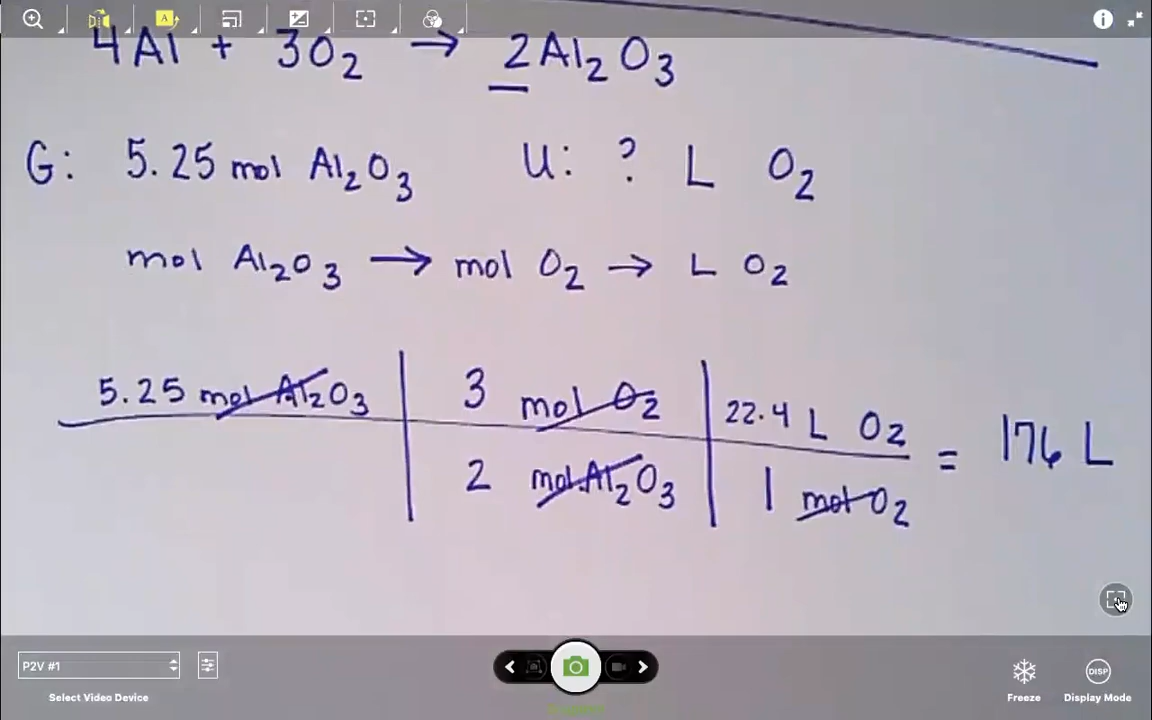 4Al + 3O₂ → 2Al₂O₃
G: 5.25 mol Al₂O₃ U: ? L O₂
mol Al₂O₃ → mol O₂ → L O₂
5.25 mol Al₂O₃ | 3 mol O₂ | 22.4 L O₂ = 176 L
2 mol Al₂O₃ | 1 mol O₂
P2V #1
Select Video Device
DISP
Freeze
Display Mode